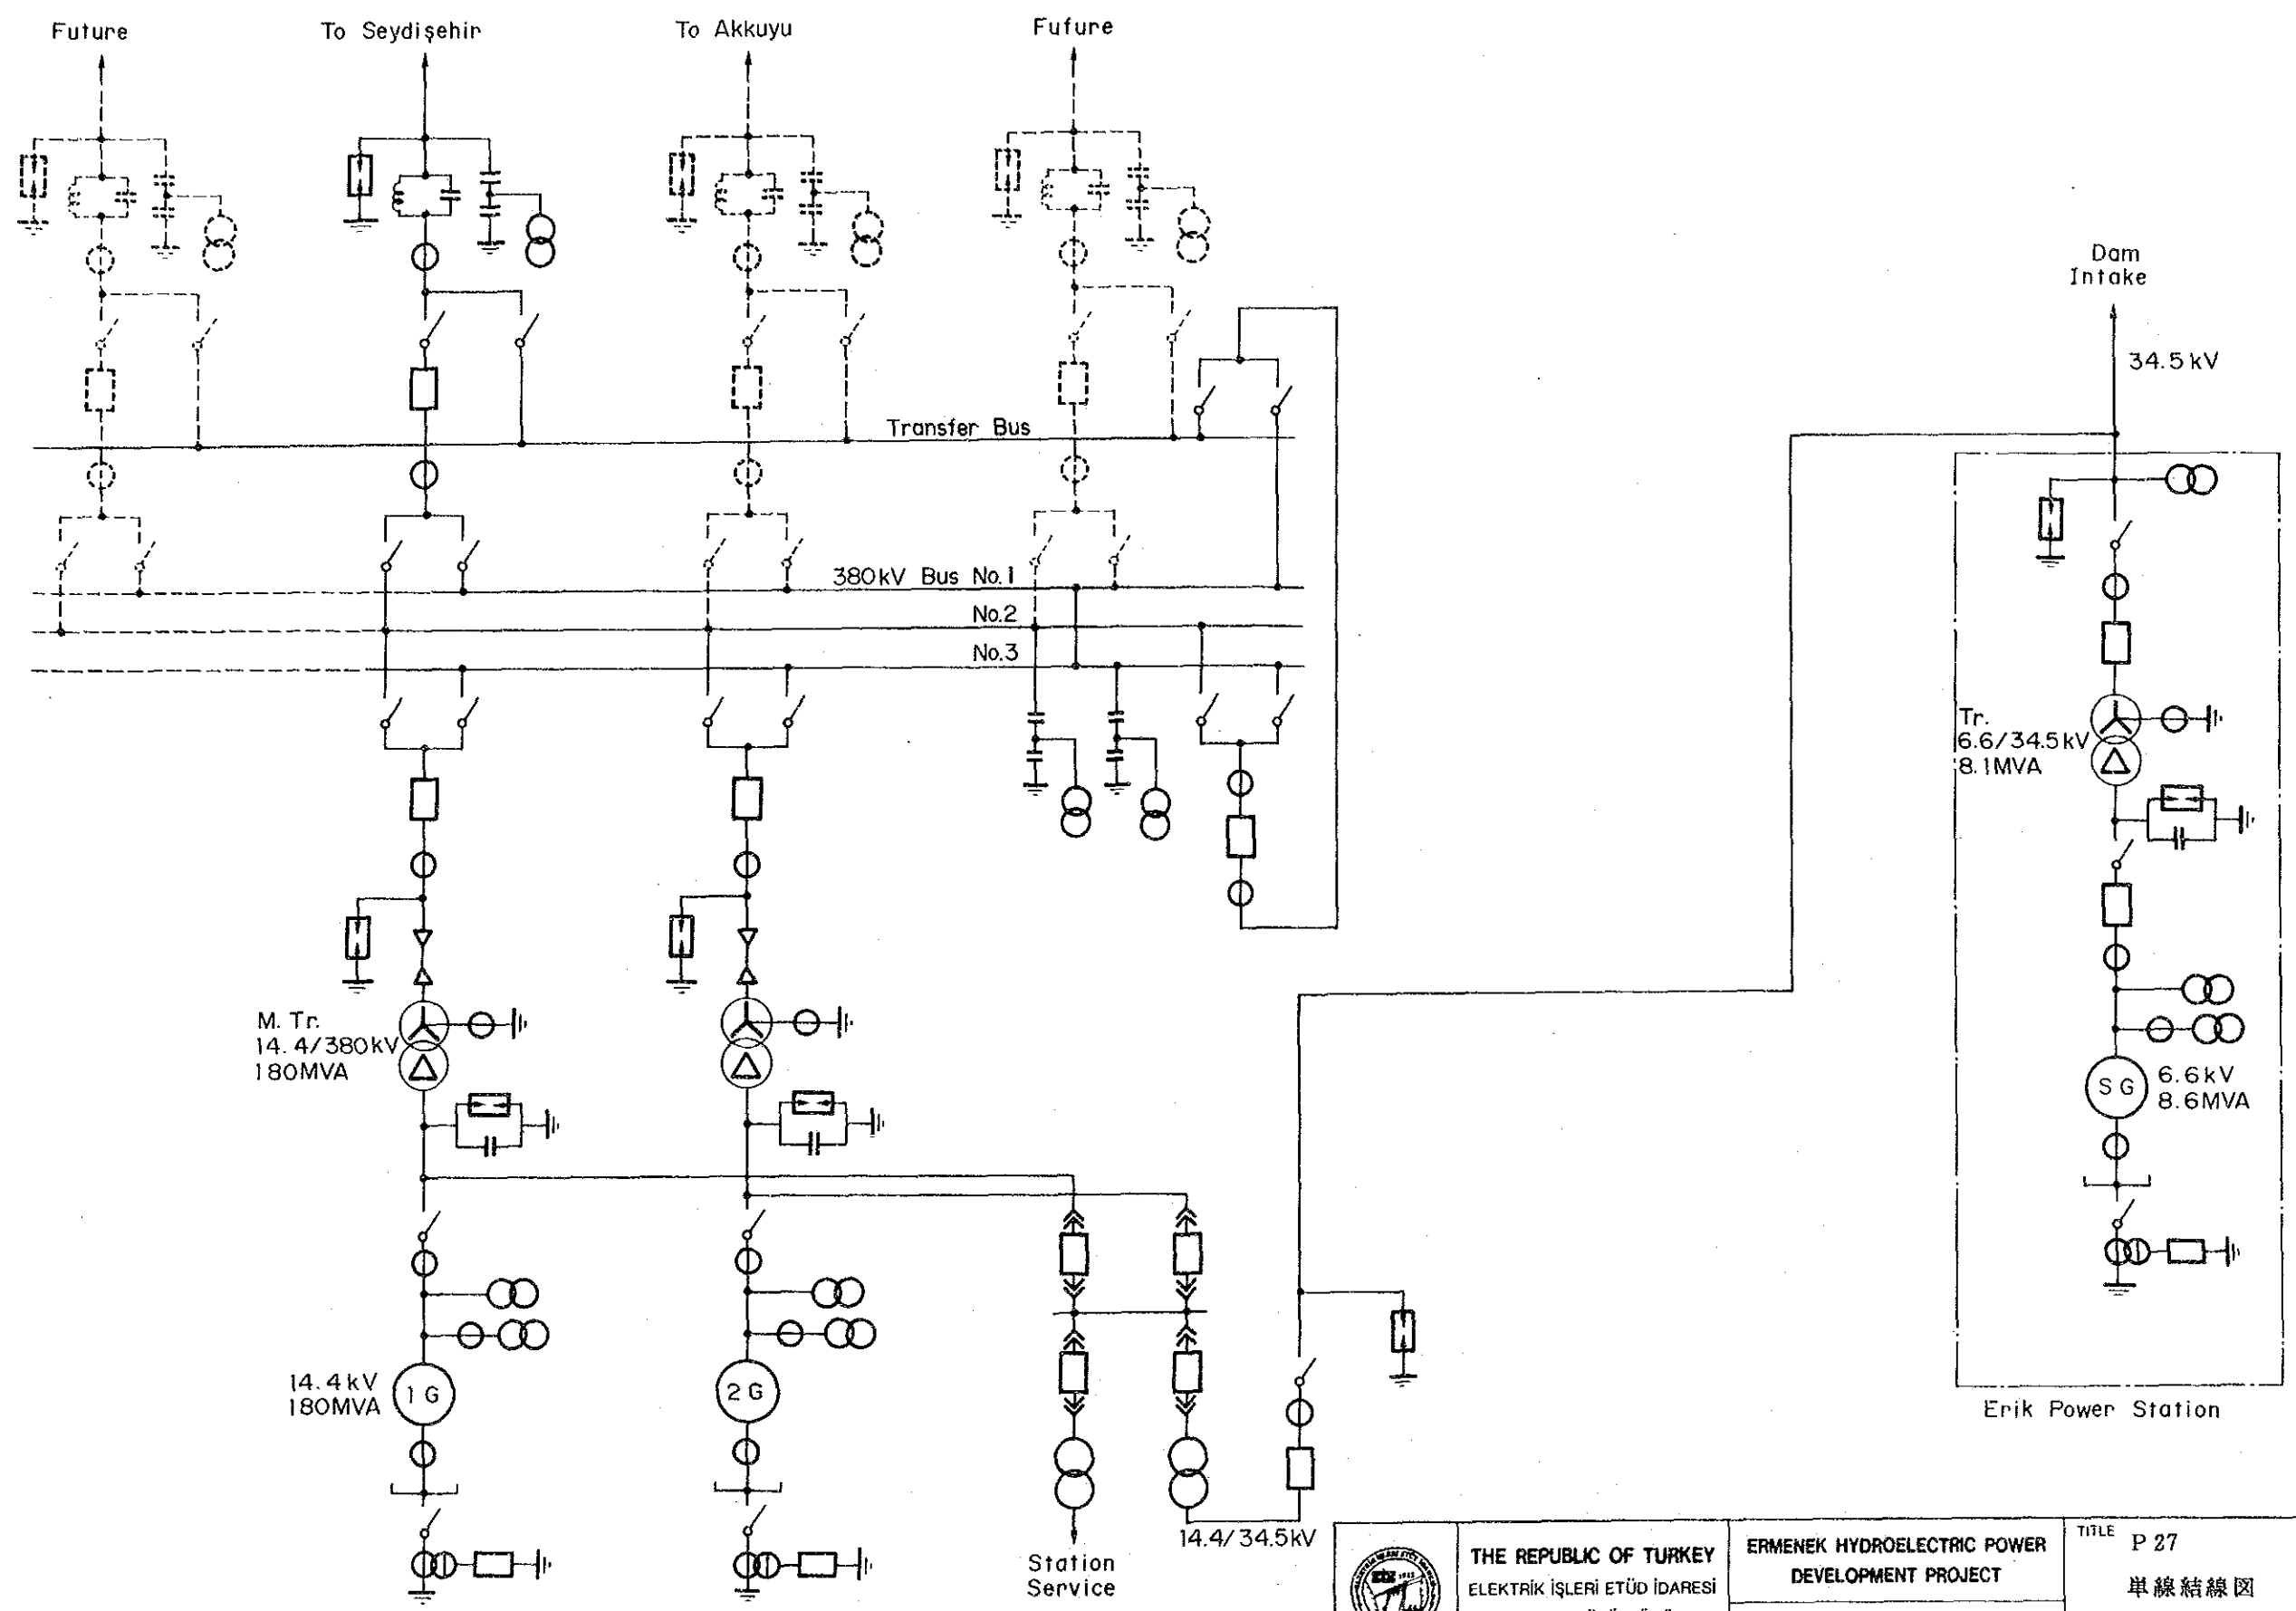 Future
To Seydişehir
To Akkuyu
Fufure
Dam
Intake
34.5 kV
Transfer Bus
380kV Bus No.1
No.2
No.3
Tr.
6.6/34.5kV
8.1MVA
M. Tr.
14.4/380kV
180MVA
SG
6.6kV
8.6MVA
14.4kV
180MVA
1G
2G
Erik Power Station
14.4/34.5kV
Station
Service
THE REPUBLIC OF TURKEY
ELEKTRİK İŞLERİ ETÜD İDARESİ
ERMENEK HYDROELECTRIC POWER
DEVELOPMENT PROJECT
TITLE P 27
単線結線図